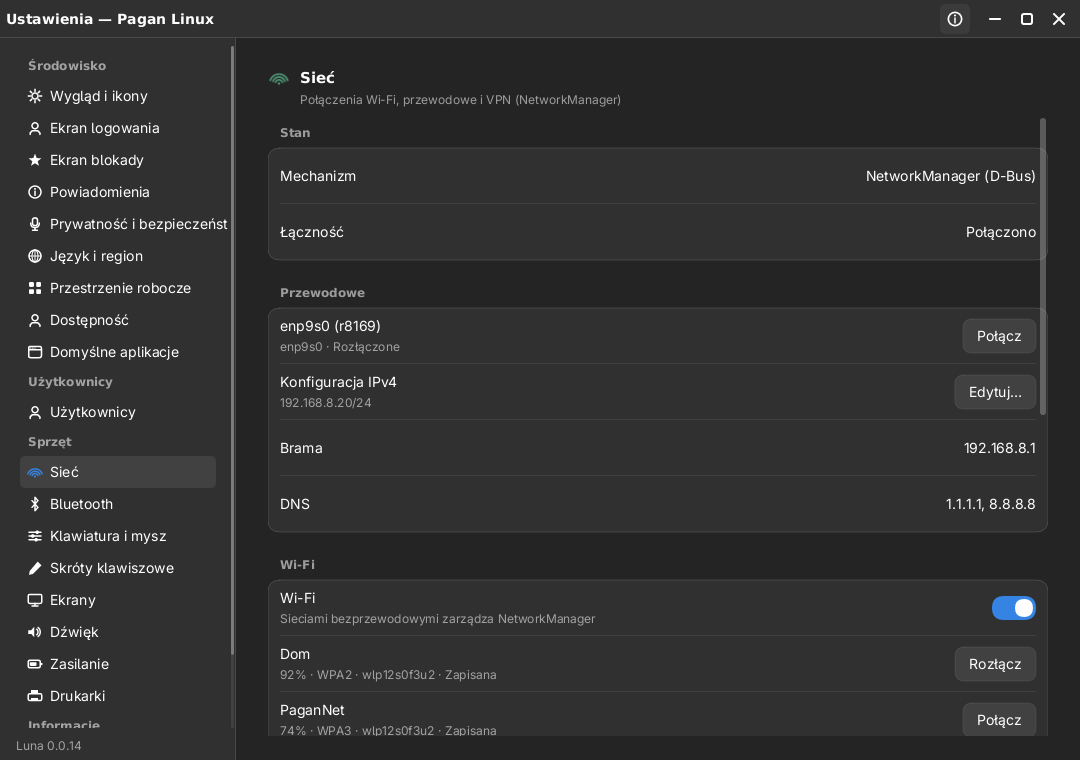 Ustawienia — Pagan Linux
Środowisko
Wygląd i ikony
Ekran logowania
Ekran blokady
Powiadomienia
Prywatność i bezpieczeńst
Język i region
Przestrzenie robocze
Dostępność
Domyślne aplikacje
Użytkownicy
Użytkownicy
Sprzęt
Sieć
Bluetooth
Klawiatura i mysz
Skróty klawiszowe
Ekrany
Dźwięk
Zasilanie
Drukarki
Informacje
Luna 0.0.14
Sieć
Połączenia Wi-Fi, przewodowe i VPN (NetworkManager)
Stan
Mechanizm NetworkManager (D-Bus)
Łączność Połączono
Przewodowe
enp9s0 (r8169) Połącz
enp9s0 · Rozłączone
Konfiguracja IPv4 Edytuj...
192.168.8.20/24
Brama 192.168.8.1
DNS 1.1.1.1, 8.8.8.8
Wi-Fi
Wi-Fi
Sieciami bezprzewodowymi zarządza NetworkManager
Dom Rozłącz
92% · WPA2 · wlp12s0f3u2 · Zapisana
PaganNet Połącz
74% · WPA3 · wlp12s0f3u2 · Zapisana